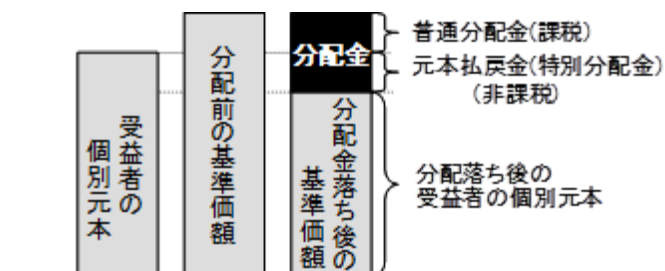 受益者の
個別元本
分配前の基準価額
分配金
分配金落ち後の
基準価額
普通分配金(課税)
元本払戻金(特別分配金)
(非課税)
分配落ち後の
受益者の個別元本